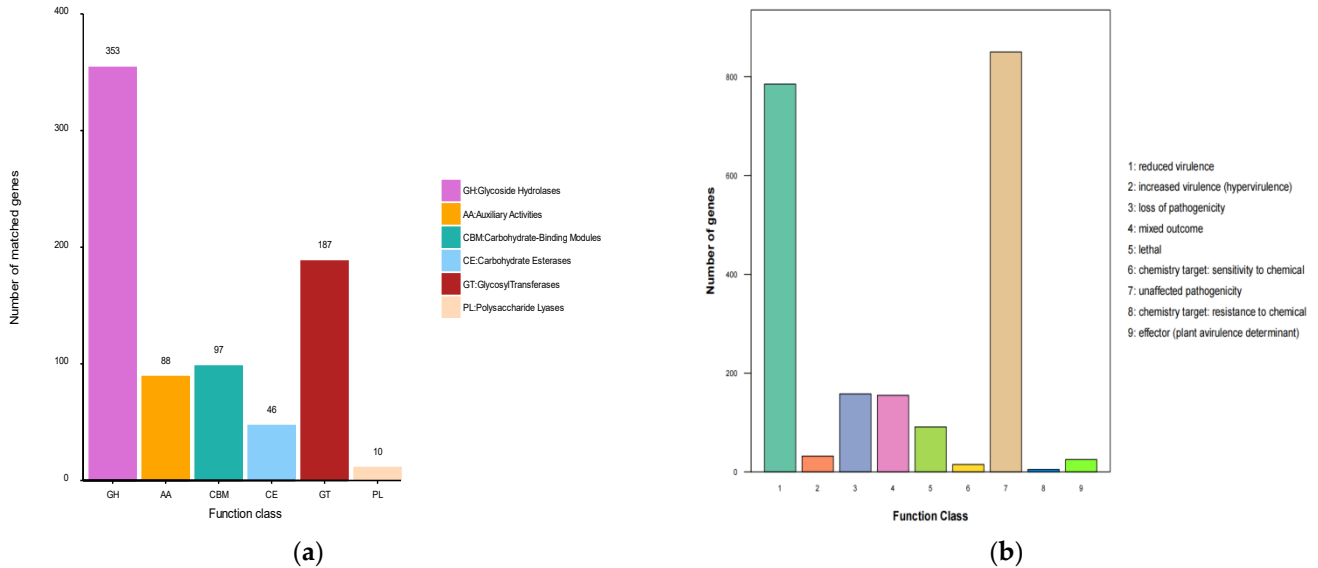 400
353
300
200
187
100
88
97
46
10
0
GH
AA
CBM
CE
GT
PL
Function class
Number of matched genes
GH:Glycoside Hydrolases
AA:Auxiliary Activities
CBM:Carbohydrate-Binding Modules
CE:Carbohydrate Esterases
GT:GlycosylTransferases
PL:Polysaccharide Lyases
(a)
800
600
400
200
0
1
2
3
4
5
6
7
8
9
Function Class
Number of genes
1: reduced virulence
2: increased virulence (hypervirulence)
3: loss of pathogenicity
4: mixed outcome
5: lethal
6: chemistry target: sensitivity to chemical
7: unaffected pathogenicity
8: chemistry target: resistance to chemical
9: effector (plant avirulence determinant)
(b)